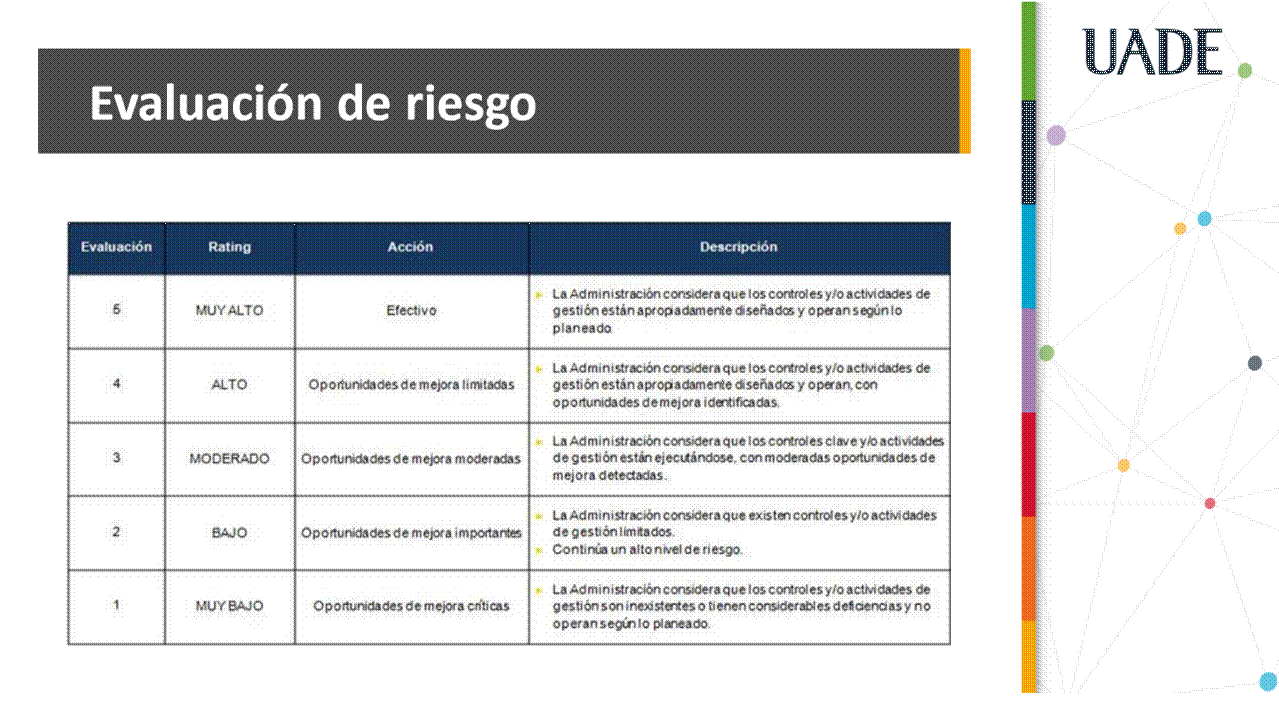 UADE
Evaluación de riesgo
Evaluación Rating Acción Descripción
5 MUY ALTO Efectivo
La Administración considera que los controles y/o actividades de
gestión están apropiadamente diseñados y operan según lo
planeado.
4 ALTO Oportunidades de mejora limitadas
La Administración considera que los controles y/o actividades de
gestión están apropiadamente diseñados y operan, con
oportunidades de mejora identificadas.
3 MODERADO Oportunidades de mejora moderadas
La Administración considera que los controles clave y/o actividades
de gestión están ejecutándose, con moderadas oportunidades de
mejora detectadas.
2 BAJO Oportunidades de mejora importantes
La Administración considera que existen controles y/o actividades
de gestión limitados.
Continúa un alto nivel de riesgo.
1 MUY BAJO Oportunidades de mejora críticas
La Administración considera que los controles y/o actividades de
gestión son inexistentes o tienen considerables deficiencias y no
operan según lo planeado.